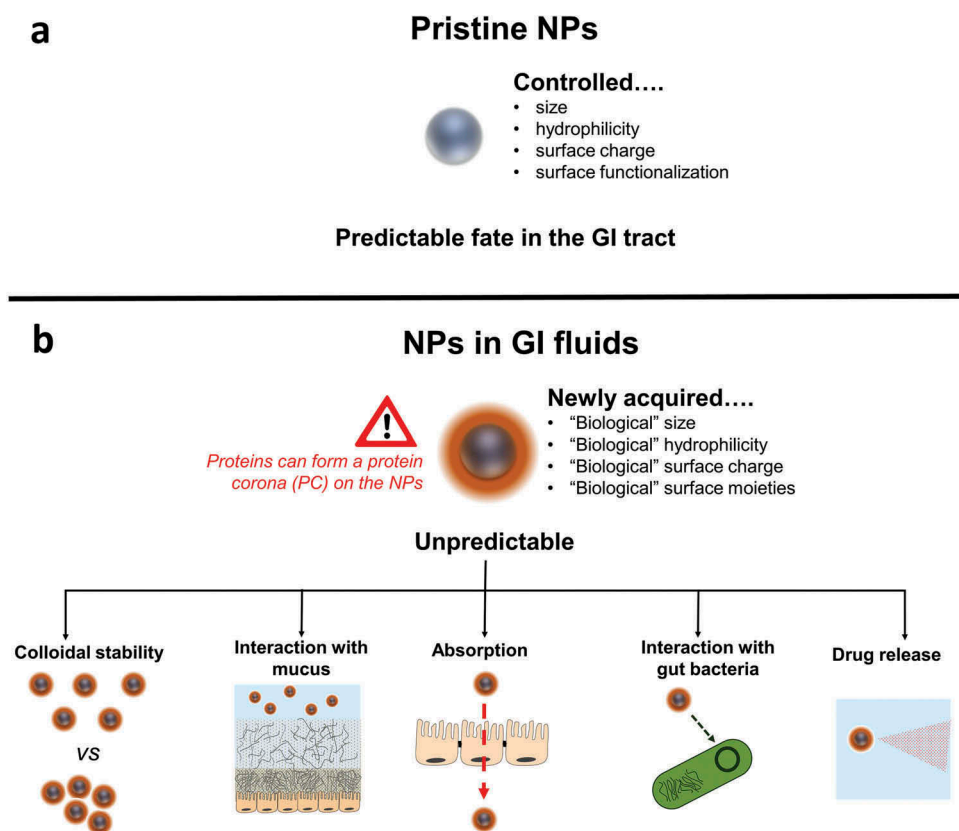 a
Pristine NPs
Controlled….
• size
• hydrophilicity
• surface charge
• surface functionalization
Predictable fate in the GI tract
b
NPs in GI fluids
Proteins can form a protein
corona (PC) on the NPs
Newly acquired….
• “Biological” size
• “Biological” hydrophilicity
• “Biological” surface charge
• “Biological” surface moieties
Unpredictable
Colloidal stability
VS
Interaction with
mucus
Absorption
Interaction with
gut bacteria
Drug release